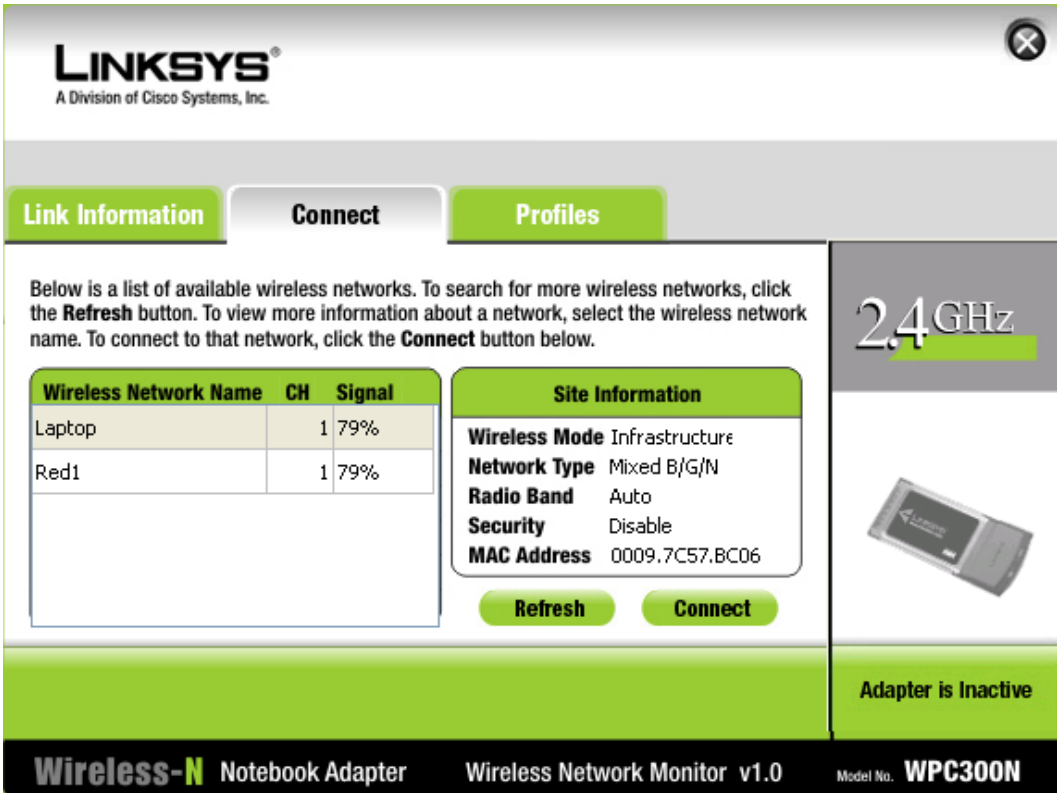 LINKSYS®
A Division of Cisco Systems, Inc.
Link Information
Connect
Profiles
Below is a list of available wireless networks. To search for more wireless networks, click
the Refresh button. To view more information about a network, select the wireless network
name. To connect to that network, click the Connect button below.
2.4GHz
Wireless Network Name CH Signal
Laptop 1 79%
Red1 1 79%
Site Information
Wireless Mode Infrastructure
Network Type Mixed B/G/N
Radio Band Auto
Security Disable
MAC Address 0009.7C57.BC06
Refresh
Connect
LINKSYS
Adapter is Inactive
Wireless-N Notebook Adapter Wireless Network Monitor v1.0 Model No. WPC300N